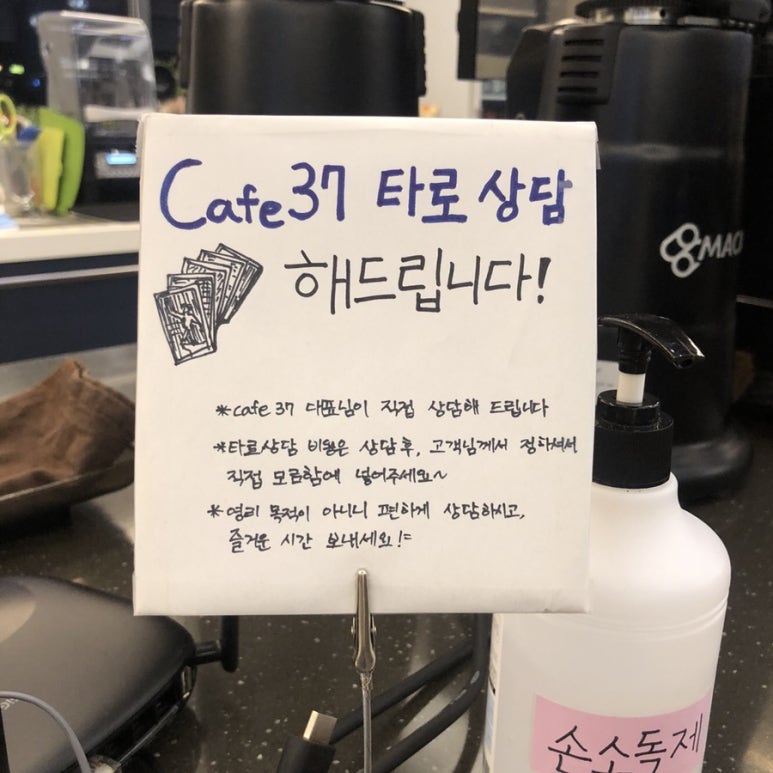 Cafe37 타로 상담
해드립니다!
*cafe 37 대표님이 직접 상담해 드립니다
*타로상담 비용은 상담후, 고객님께서 정하셔서
직접 모금함에 넣어주세요~
*영리 목적이 아니니 편하게 상담하시고,
즐거운 시간 보내세요!
MAO
손소독제